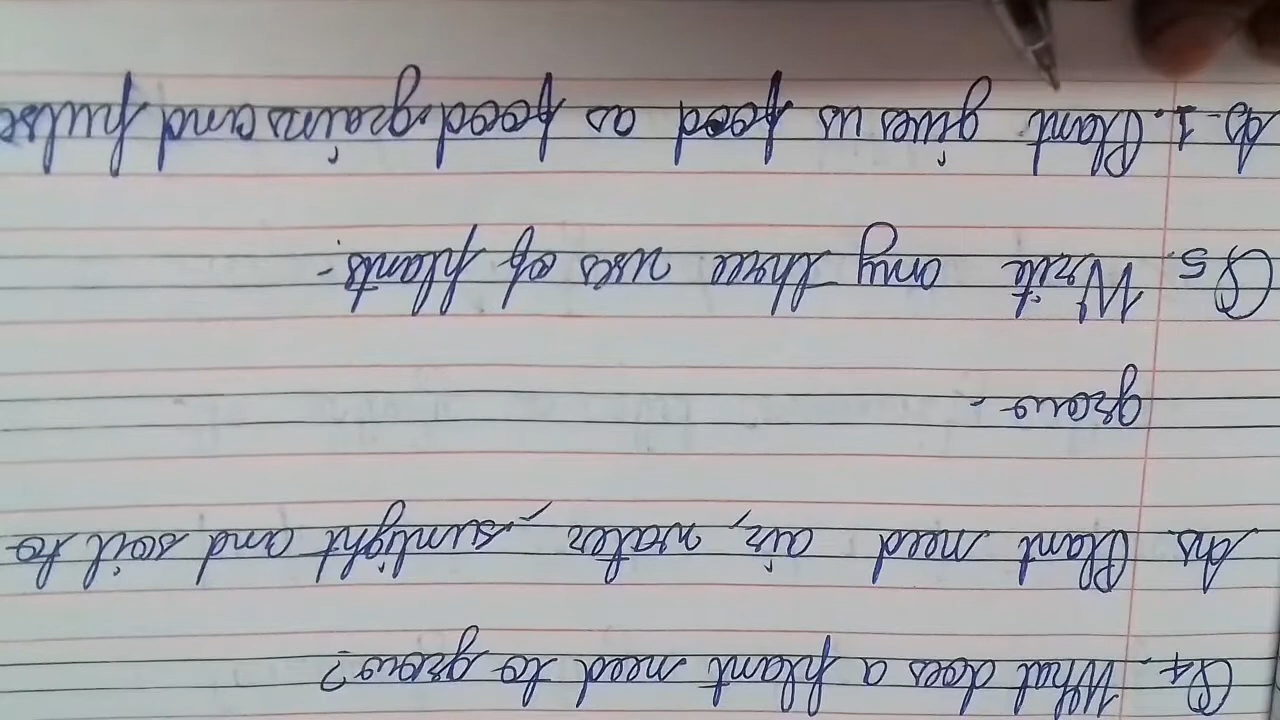 Q4. What does a plant need to grow?
Ans Plant need air, water, sunlight and soil to
grow.
Q5. Write any three uses of plants.
As. 1. Plant gives us food as food grains and pulse